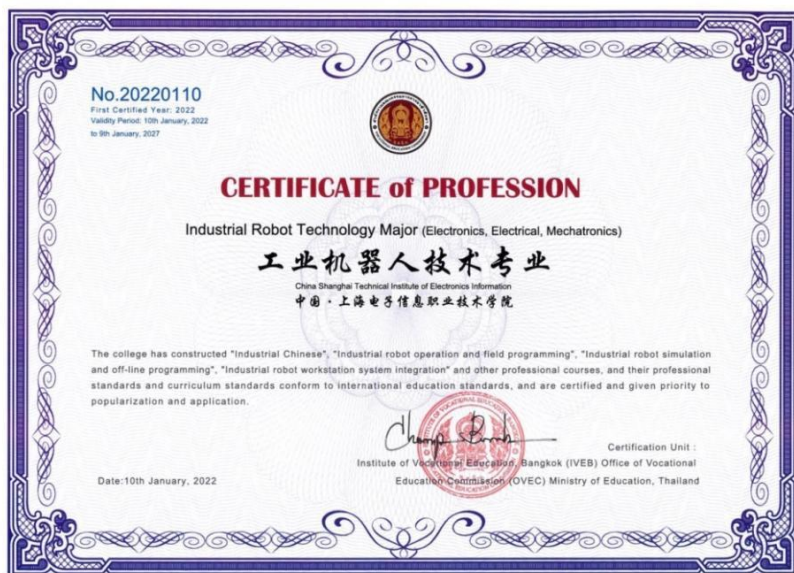 No.20220110
First Certified Year: 2022
Validity Period: 10th January, 2022
to 9th January, 2027
CERTIFICATE of PROFESSION
Industrial Robot Technology Major (Electronics, Electrical, Mechatronics)
工业机器人技术专业
China Shanghai Technical Institute of Electronics Information
中国·上海电子信息职业技术学院
The college has constructed "Industrial Chinese", "Industrial robot operation and field programming", "Industrial robot simulation
and off-line programming", "Industrial robot workstation system integration" and other professional courses, and their professional
standards and curriculum standards conform to international education standards, and are certified and given priority to
popularization and application.
Certification Unit :
Institute of Vocational Education, Bangkok (IVEB) Office of Vocational
Date:10th January, 2022
Education Commission (OVEC) Ministry of Education, Thailand